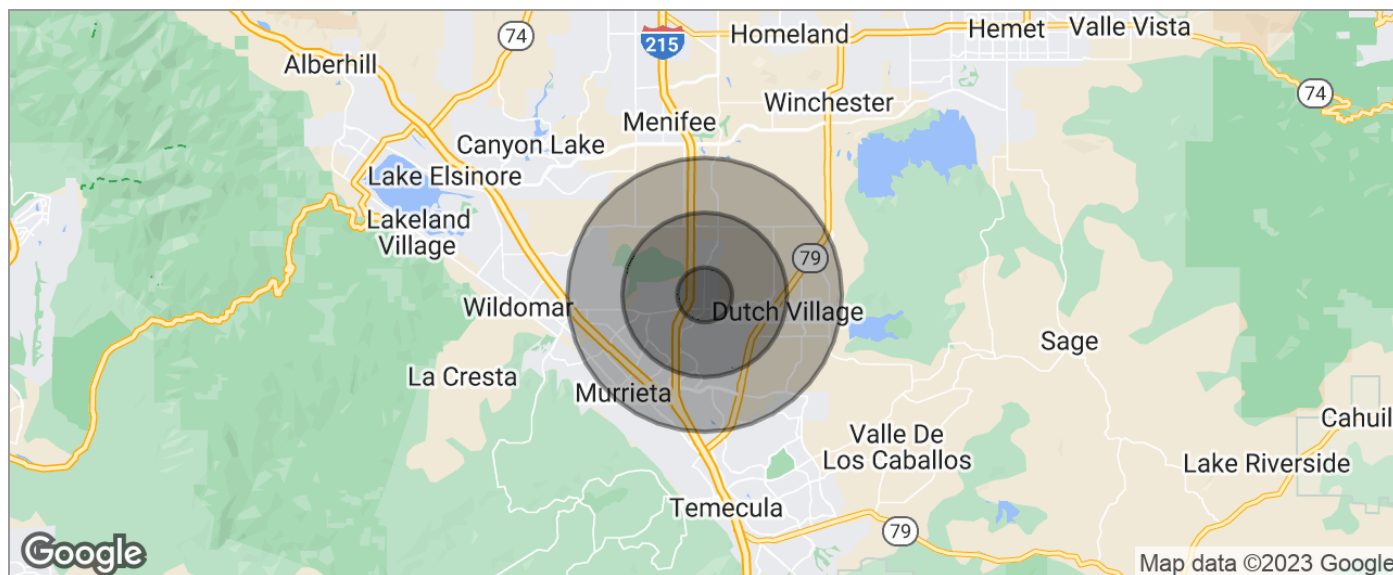 Homeland
Hemet
Valle Vista
74
215
Alberhill
74
Winchester
Menifee
Canyon Lake
Lake Elsinore
Lakeland
Village
79
Wildomar
Dutch Village
Sage
La Cresta
Murrieta
Cahuil
Valle De
Los Caballos
Lake Riverside
Temecula
79
Google
Map data ©2023 Google